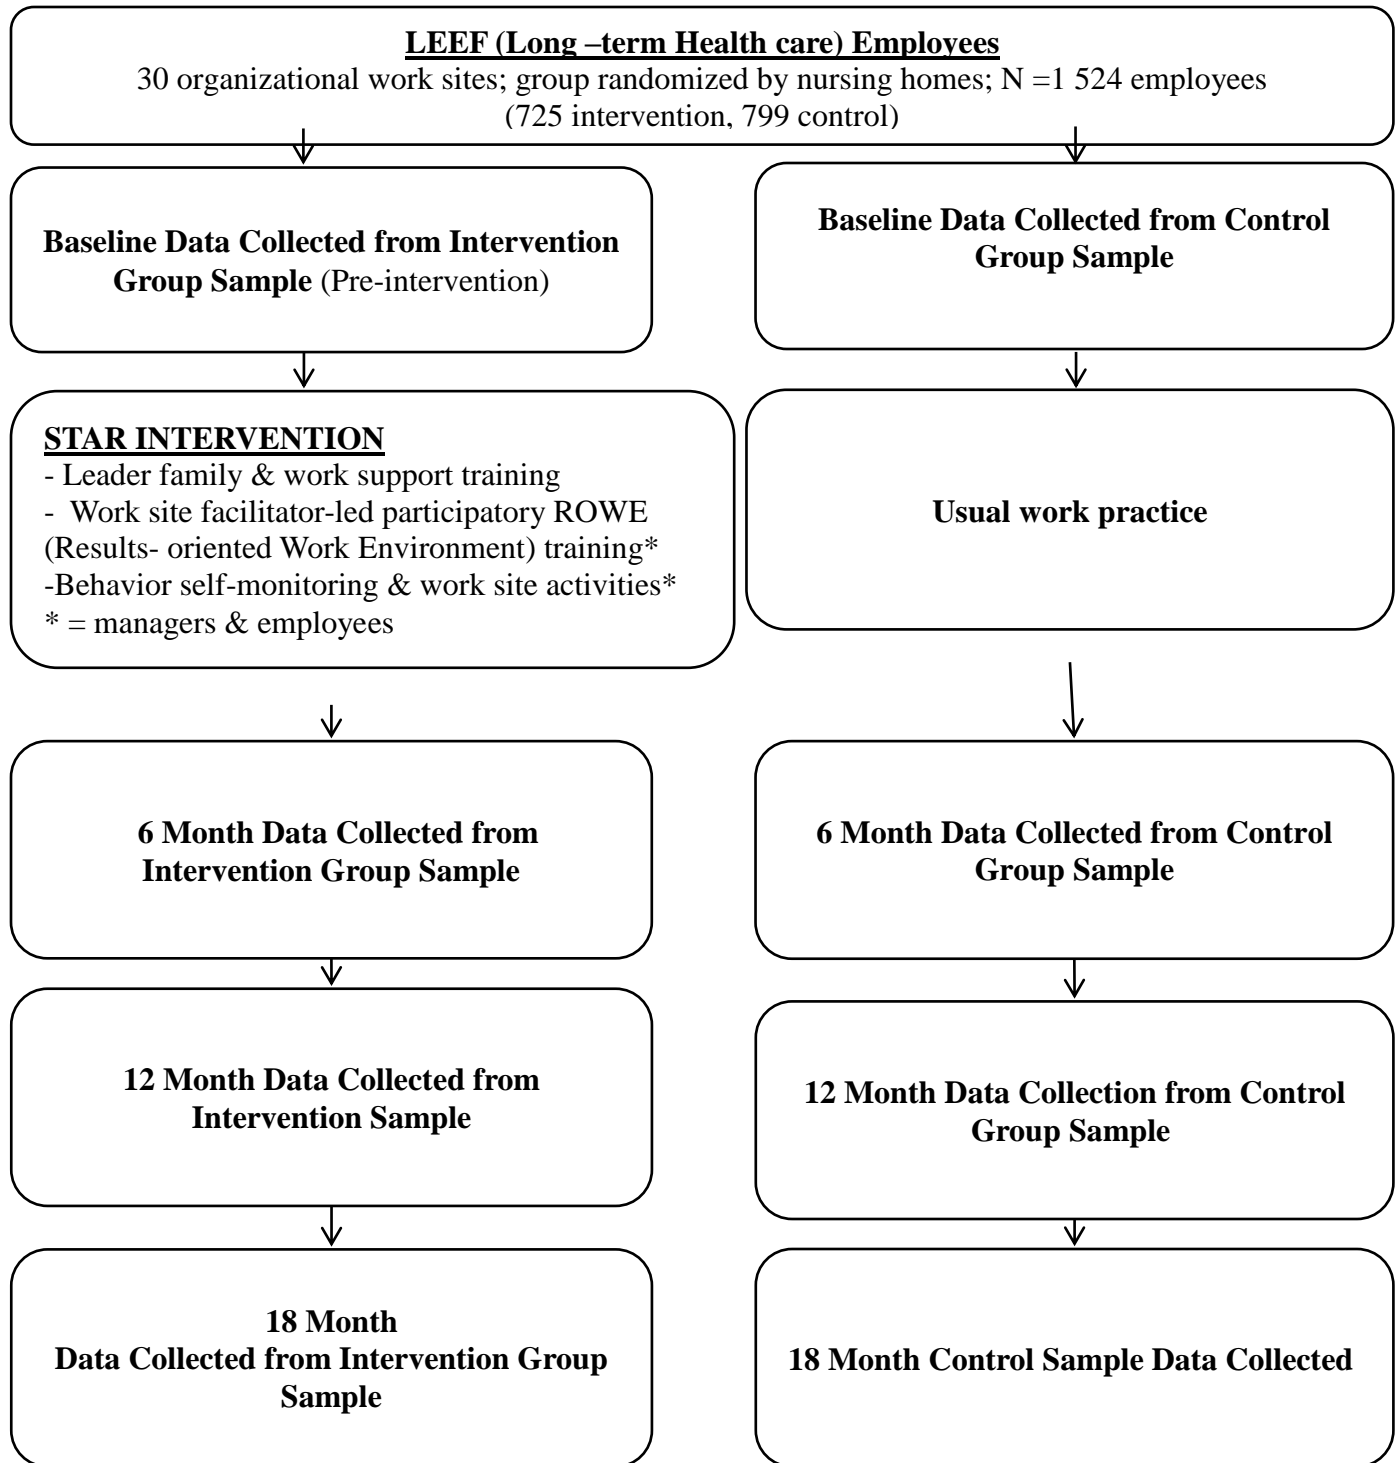 LEEF (Long –term Health care) Employees
30 organizational work sites; group randomized by nursing homes; N =1 524 employees
(725 intervention, 799 control)
Baseline Data Collected from Intervention
Group Sample (Pre-intervention)
Baseline Data Collected from Control
Group Sample
STAR INTERVENTION
- Leader family & work support training
- Work site facilitator-led participatory ROWE
(Results- oriented Work Environment) training*
-Behavior self-monitoring & work site activities*
* = managers & employees
Usual work practice
6 Month Data Collected from
Intervention Group Sample
6 Month Data Collected from Control
Group Sample
12 Month Data Collected from
Intervention Sample
12 Month Data Collection from Control
Group Sample
18 Month
Data Collected from Intervention Group
Sample
18 Month Control Sample Data Collected